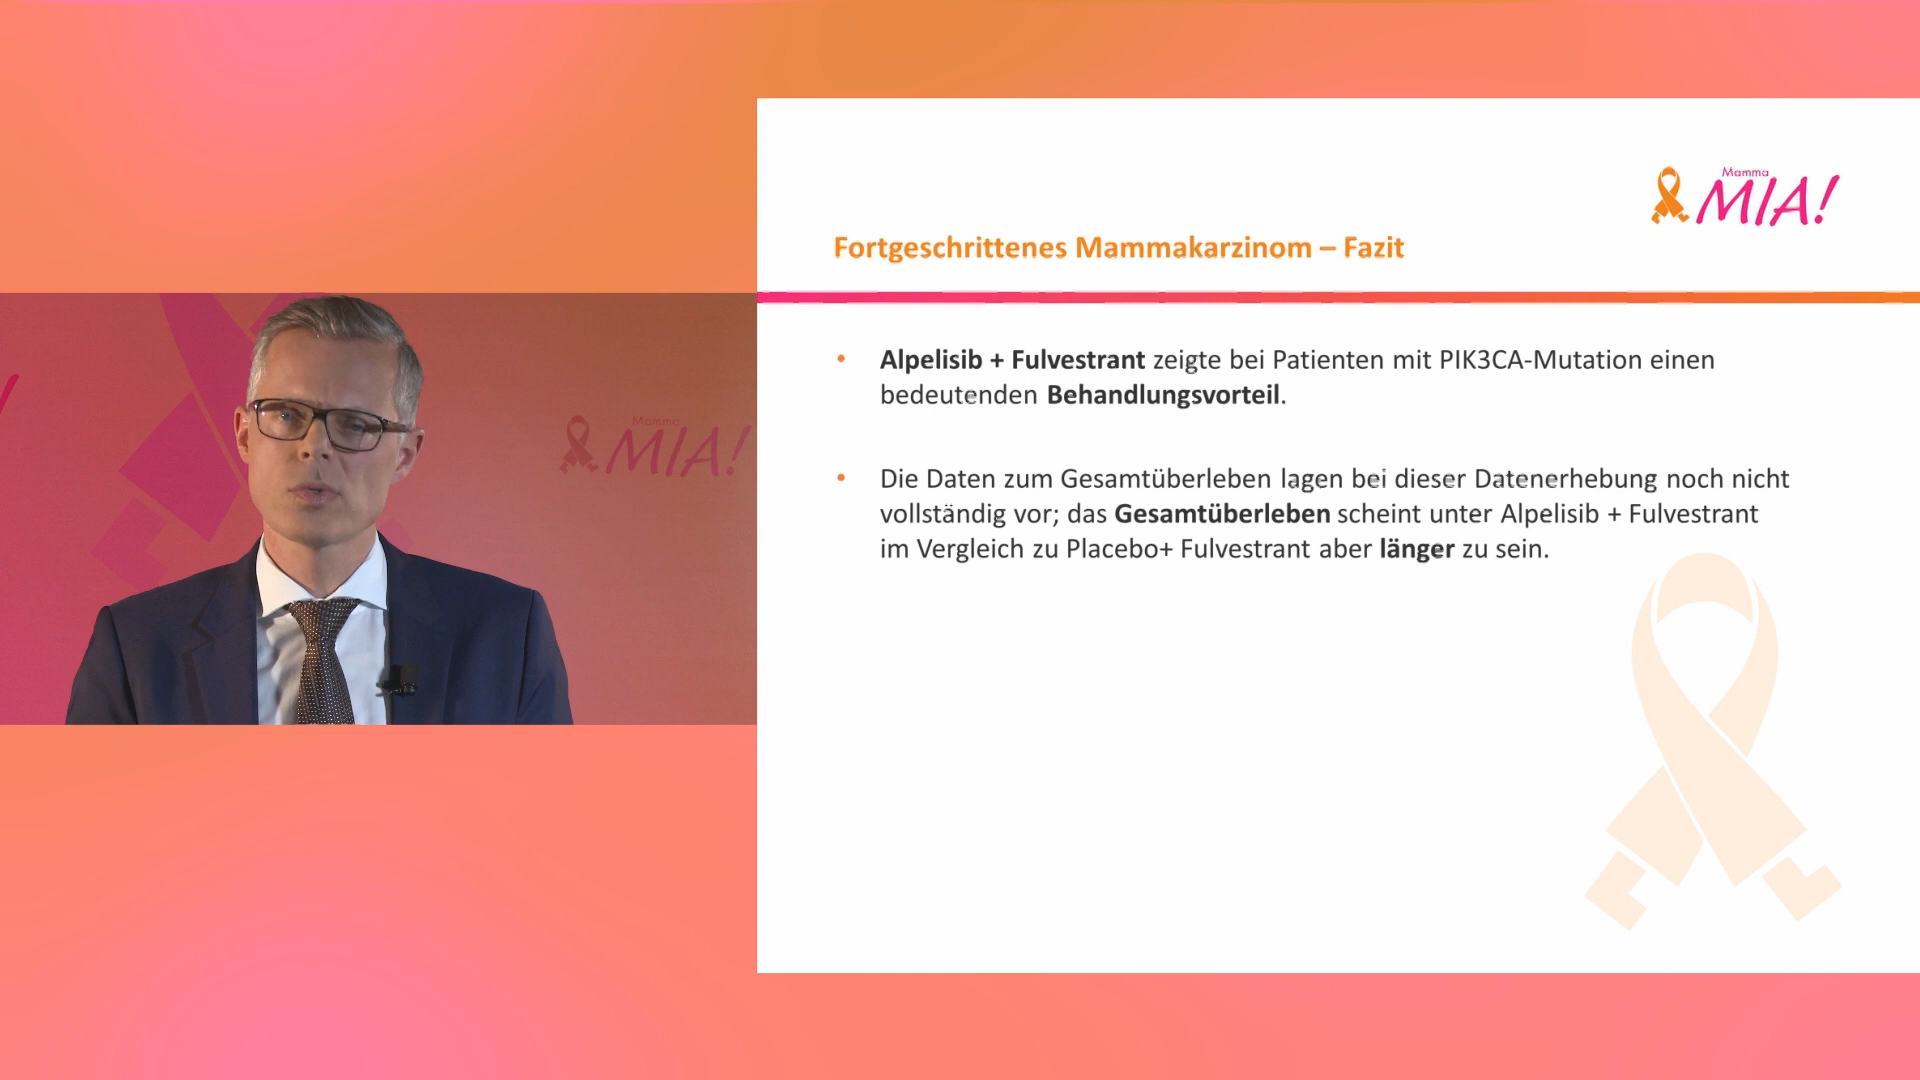 Mamma
MIA!
Fortgeschrittenes Mammakarzinom – Fazit
• Alpelisib + Fulvestrant zeigte bei Patienten mit PIK3CA-Mutation einen
bedeutenden Behandlungsvorteil.
• Die Daten zum Gesamtüberleben lagen bei dieser Datenerhebung noch nicht
vollständig vor; das Gesamtüberleben scheint unter Alpelisib + Fulvestrant
im Vergleich zu Placebo+ Fulvestrant aber länger zu sein.
Mamma
MIA!